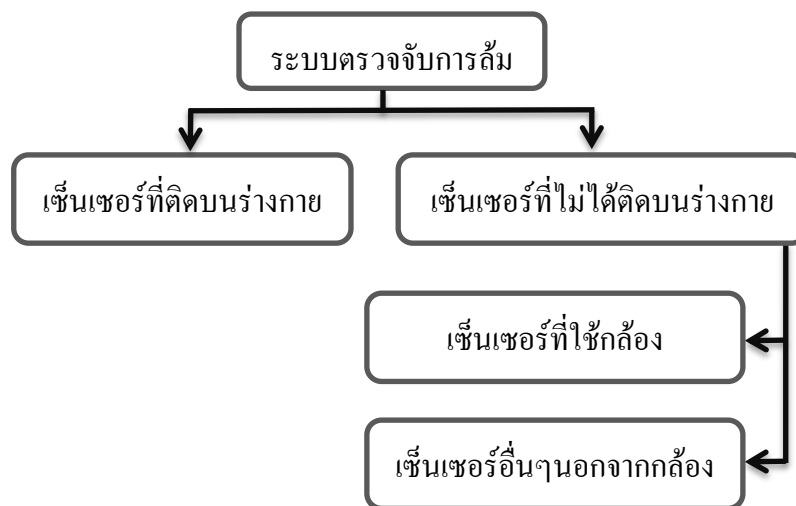 ระบบตรวจจับการล้ม
เซ็นเซอร์ที่ติดบนร่างกาย
เซ็นเซอร์ที่ไม่ได้ติดบนร่างกาย
เซ็นเซอร์ที่ใช้กล้อง
เซ็นเซอร์อื่นๆนอกจากกล้อง